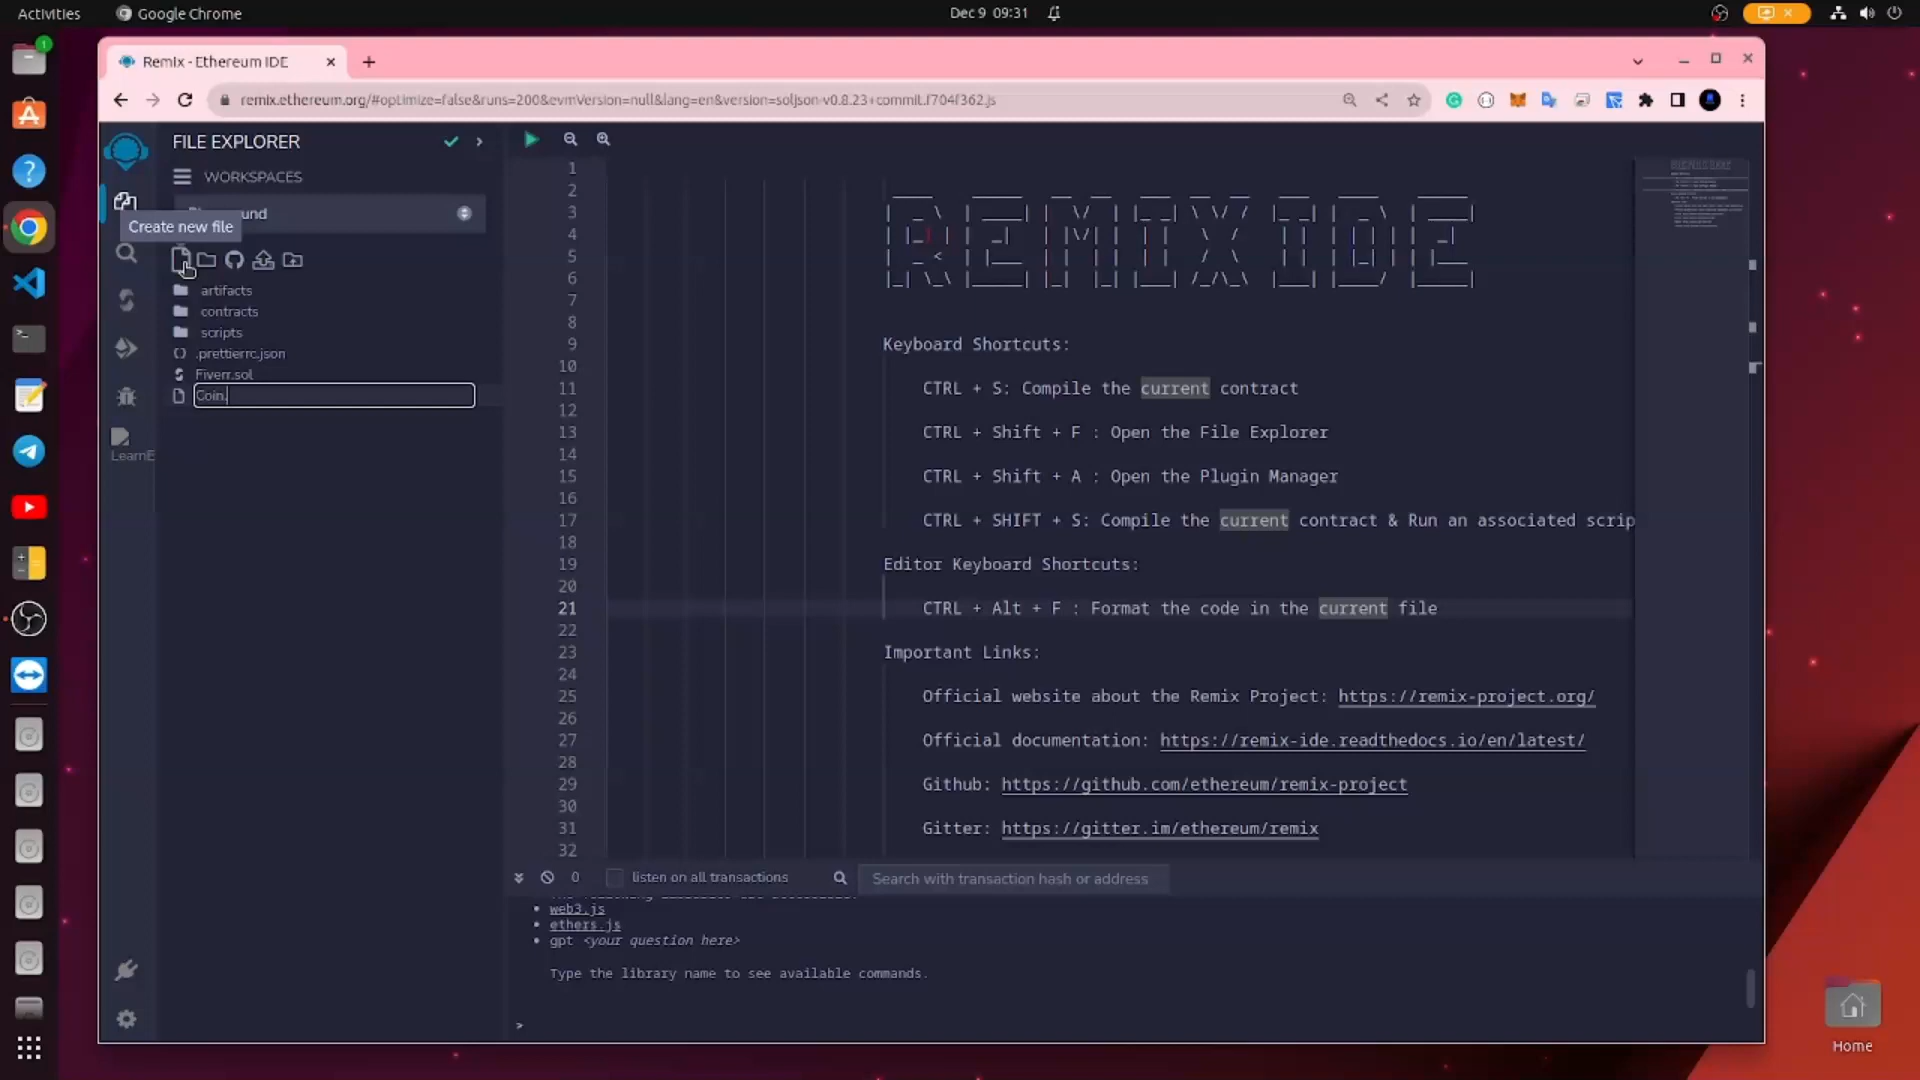 Activities
Google Chrome
Dec 9 09:31
1
Remix - Ethereum IDE
remix.ethereum.org/#optimize=false&runs=200&evmVersion=null&lang=en&version=soljson-v0.8.23+commit.f704f362.js
FILE EXPLORER
WORKSPACES
und
Create new file
artifacts
contracts
scripts
.prettierrc.json
Fiverr.sol
Coin.
LearnE
1
2
3
4
5
6
7
8
9 Keyboard Shortcuts:
10
11 CTRL + S: Compile the current contract
12
13 CTRL + Shift + F : Open the File Explorer
14
15 CTRL + Shift + A : Open the Plugin Manager
16
17 CTRL + SHIFT + S: Compile the current contract & Run an associated scrip
18
19 Editor Keyboard Shortcuts:
20
21 CTRL + Alt + F : Format the code in the current file
22
23 Important Links:
24
25 Official website about the Remix Project: https://remix-project.org/
26
27 Official documentation: https://remix-ide.readthedocs.io/en/latest/
28
29 Github: https://github.com/ethereum/remix-project
30
31 Gitter: https://gitter.im/ethereum/remix
32
REMIX IDE
0 listen on all transactions Search with transaction hash or address
• web3.js
• ethers.js
• gpt <your question here>
Type the library name to see available commands.
>
Home